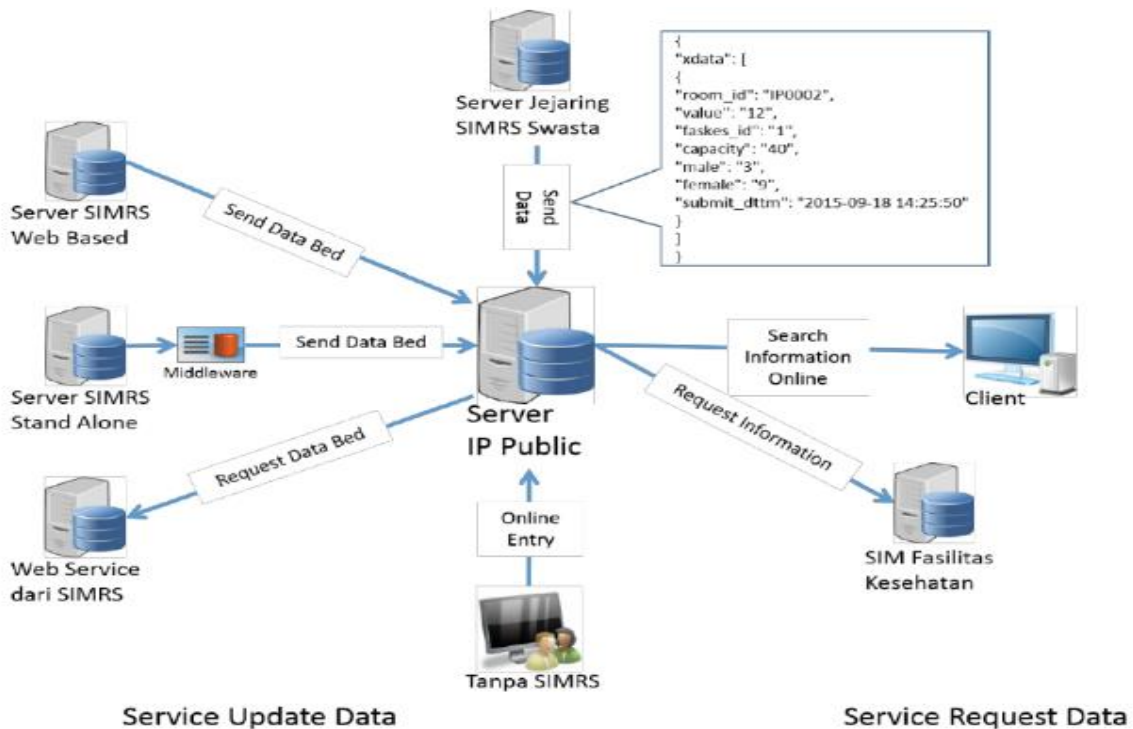 Server Jejaring
SIMRS Swasta
{
"xdata": [
{
"room_id": "IP0002",
"value": "12",
"faskes_id": "1",
"capacity": "40",
"male": "3",
"female": "9",
"submit_dttm": "2015-09-18 14:25:50"
}
]
}
Server SIMRS
Web Based
Send Data Bed
Send
Data
Server SIMRS
Stand Alone
Middleware
Send Data Bed
Server
IP Public
Search
Information
Online
Client
Request Data Bed
Request Information
Web Service
dari SIMRS
Online
Entry
SIM Fasilitas
Kesehatan
Tanpa SIMRS
Service Update Data
Service Request Data